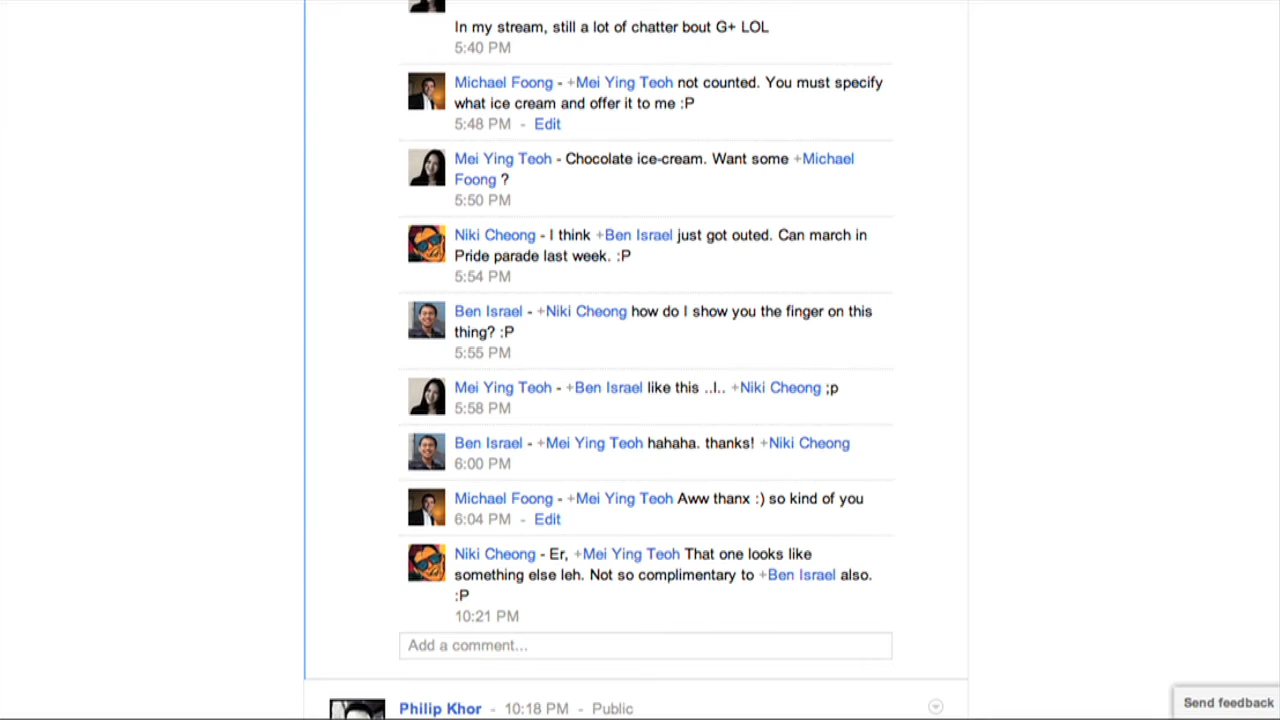 In my stream, still a lot of chatter bout G+ LOL
5:40 PM
Michael Foong - +Mei Ying Teoh not counted. You must specify
what ice cream and offer it to me :P
5:48 PM - Edit
Mei Ying Teoh - Chocolate ice-cream. Want some +Michael
Foong ?
5:50 PM
Niki Cheong - I think +Ben Israel just got outed. Can march in
Pride parade last week. :P
5:54 PM
Ben Israel - +Niki Cheong how do I show you the finger on this
thing? :P
5:55 PM
Mei Ying Teoh - +Ben Israel like this ..I.. +Niki Cheong ;p
5:58 PM
Ben Israel - +Mei Ying Teoh hahaha. thanks! +Niki Cheong
6:00 PM
Michael Foong - +Mei Ying Teoh Aww thanx :) so kind of you
6:04 PM - Edit
Niki Cheong - Er, +Mei Ying Teoh That one looks like
something else leh. Not so complimentary to +Ben Israel also.
:P
10:21 PM
Add a comment...
Philip Khor - 10:18 PM - Public
Send feedback